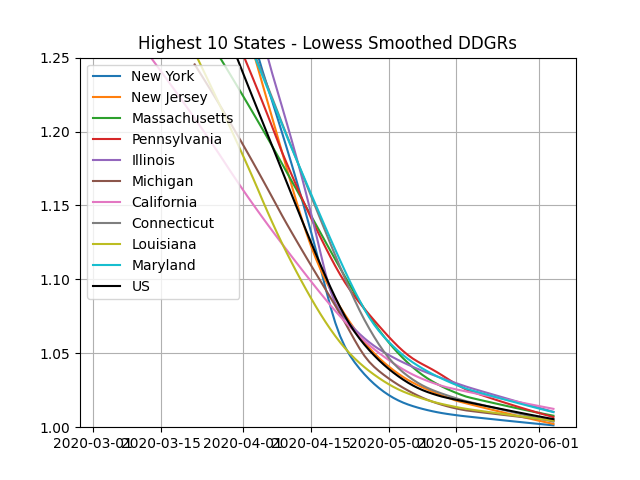 Highest 10 States - Lowess Smoothed DDGRs
1.25
1.20
1.15
1.10
1.05
1.00
New York
New Jersey
Massachusetts
Pennsylvania
Illinois
Michigan
California
Connecticut
Louisiana
Maryland
US
2020-03-01 2020-03-15 2020-04-01 2020-04-15 2020-05-01 2020-05-15 2020-06-01